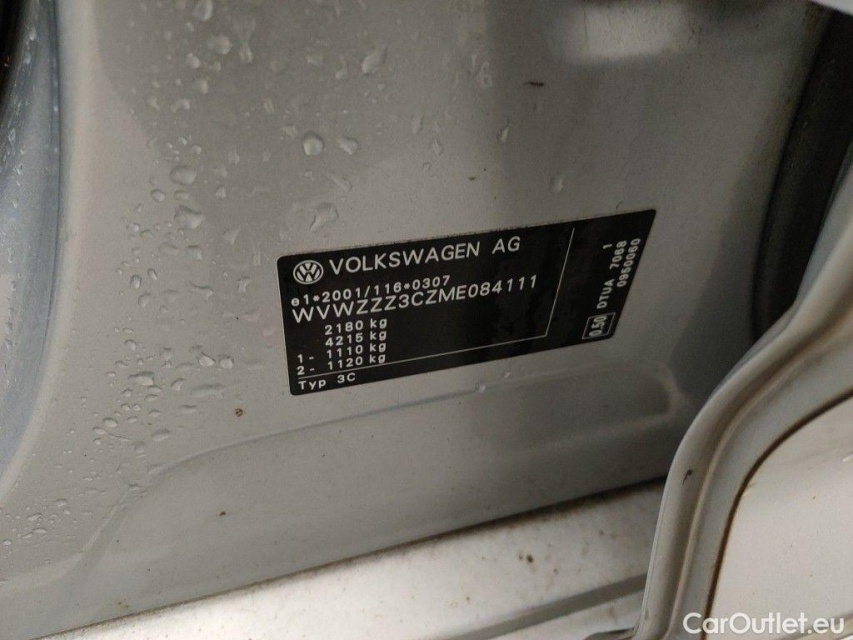 VOLKSWAGEN AG
e1*2001/116*0307
WVWZZZ3CZME084111
2180 kg
4215 kg
1- 1110 kg
2- 1120 kg
Typ 3C
0.50
DTUA 7068 1
0950060
CarOutlet.eu